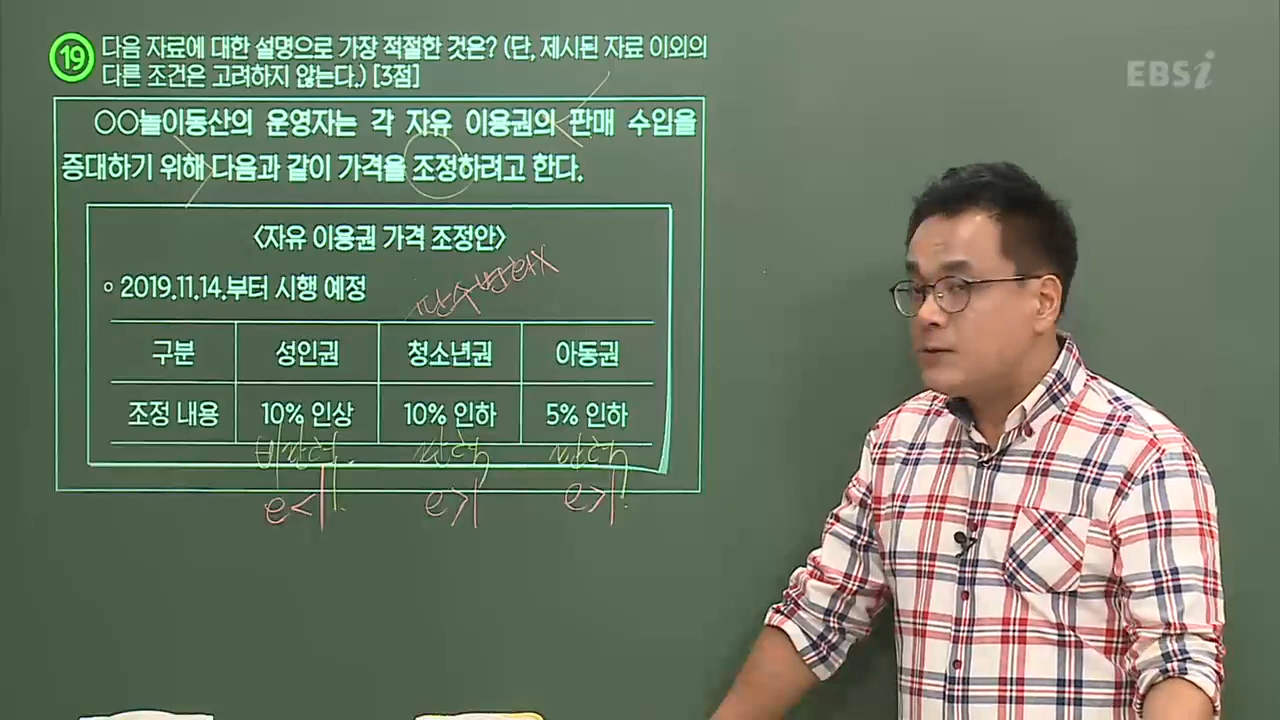 19 다음 자료에 대한 설명으로 가장 적절한 것은? (단, 제시된 자료 이외의
다른 조건은 고려하지 않는다.) [3점]
EBSi
○○놀이동산의 운영자는 각 자유 이용권의 판매 수입을
증대하기 위해 다음과 같이 가격을 조정하려고 한다.
〈자유 이용권 가격 조정안〉
○ 2019.11.14.부터 시행 예정
구분 성인권 청소년권 아동권
조정 내용 10% 인상 10% 인하 5% 인하
비탄력 탄력 탄력
e<1 e>1 e>1